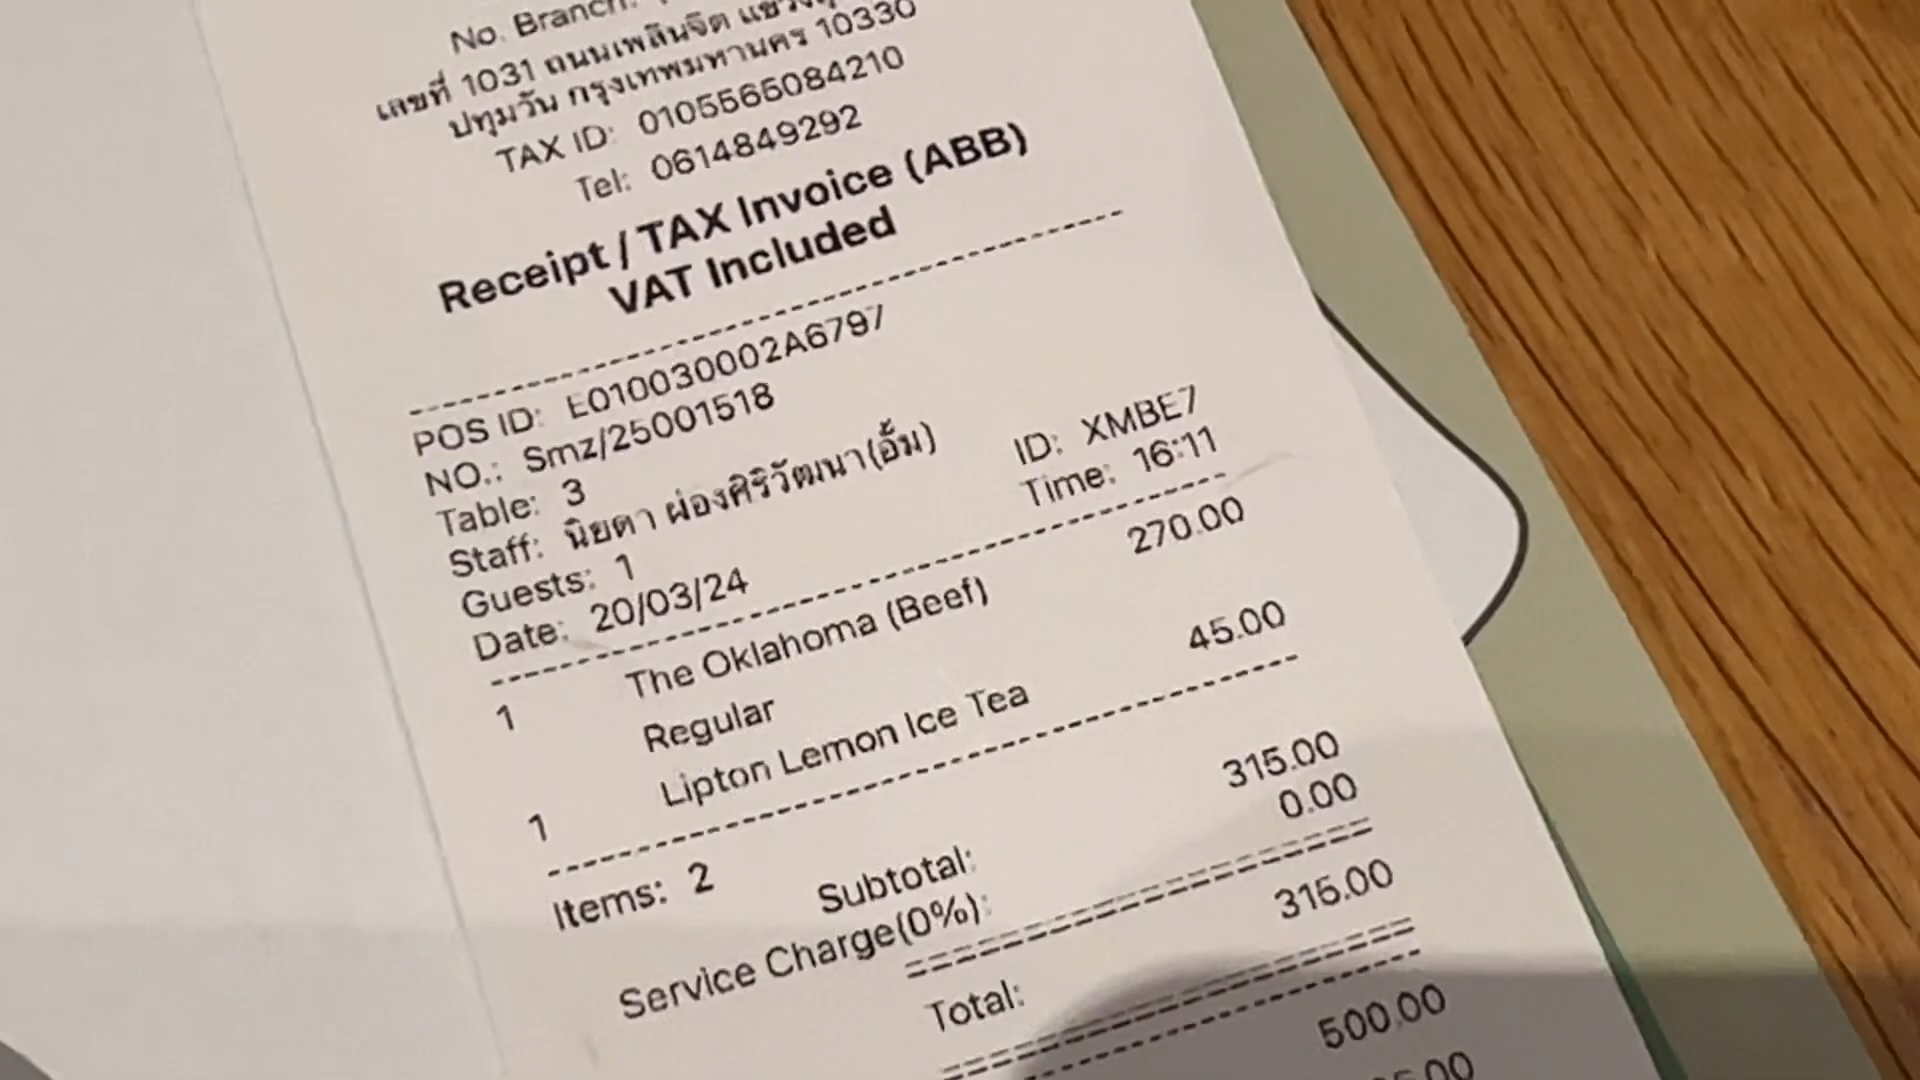 No. Branch:
เลขที่ 1031 ถนนเพลินจิต
ปทุมวัน กรุงเทพมหานคร 10330
TAX ID: 0105565084210
Tel: 0614849292
Receipt / TAX Invoice (ABB)
VAT Included
POS ID: E010030002A6797
NO.: Smz/25001518
Table: 3 ID: XMBE7
Staff: นิยดา ผ่องศิริวัฒนา(อั้ม) Time: 16:11
Guests: 1
Date: 20/03/24
1 The Oklahoma (Beef) 270.00
Regular
1 Lipton Lemon Ice Tea 45.00
Items: 2
Subtotal: 315.00
Service Charge(0%): 0.00
Total: 315.00
500.00